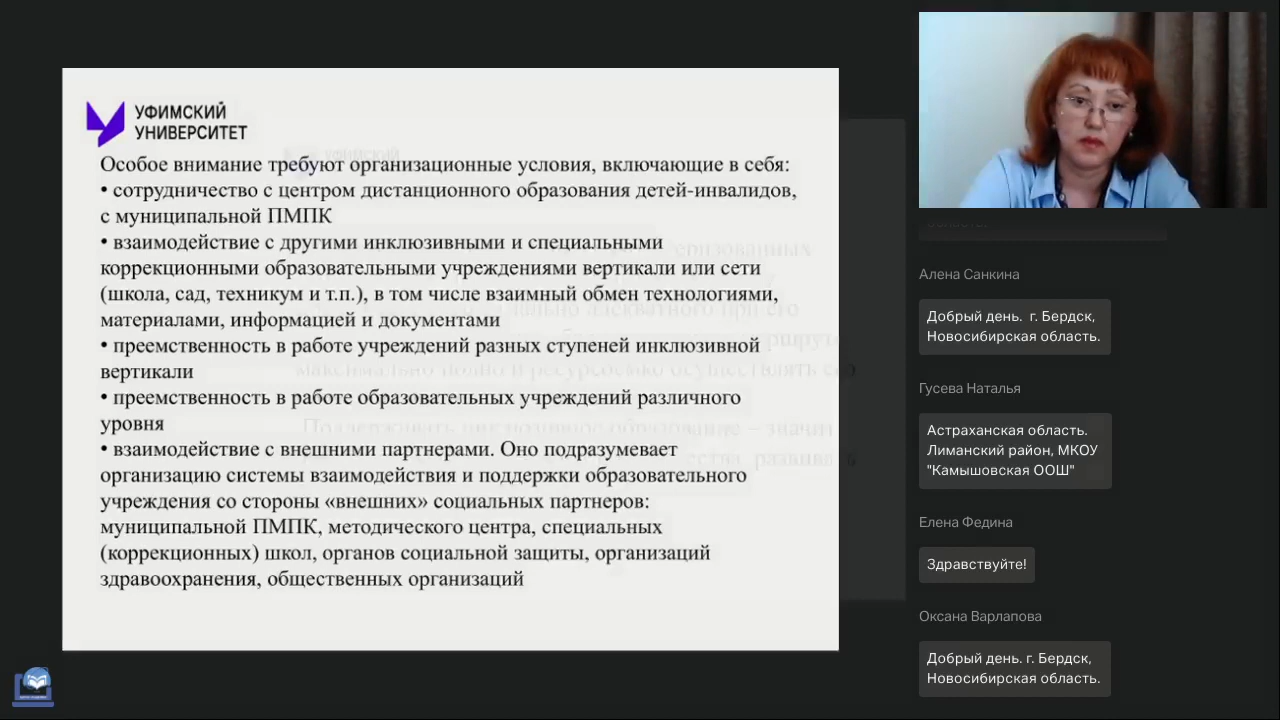 УФИМСКИЙ
УНИВЕРСИТЕТ
Особое внимание требуют организационные условия, включающие в себя:
• сотрудничество с центром дистанционного образования детей-инвалидов,
с муниципальной ПМПК
• взаимодействие с другими инклюзивными и специальными
коррекционными образовательными учреждениями вертикали или сети
(школа, сад, техникум и т.п.), в том числе взаимный обмен технологиями,
материалами, информацией и документами
• преемственность в работе учреждений разных ступеней инклюзивной
вертикали
• преемственность в работе образовательных учреждений различного
уровня
• взаимодействие с внешними партнерами. Оно подразумевает
организацию системы взаимодействия и поддержки образовательного
учреждения со стороны «внешних» социальных партнеров:
муниципальной ПМПК, методического центра, специальных
(коррекционных) школ, органов социальной защиты, организаций
здравоохранения, общественных организаций
Алена Санкина
Добрый день. г. Бердск,
Новосибирская область.
Гусева Наталья
Астраханская область.
Лиманский район, МКОУ
"Камышовская ООШ"
Елена Федина
Здравствуйте!
Оксана Варлапова
Добрый день. г. Бердск,
Новосибирская область.